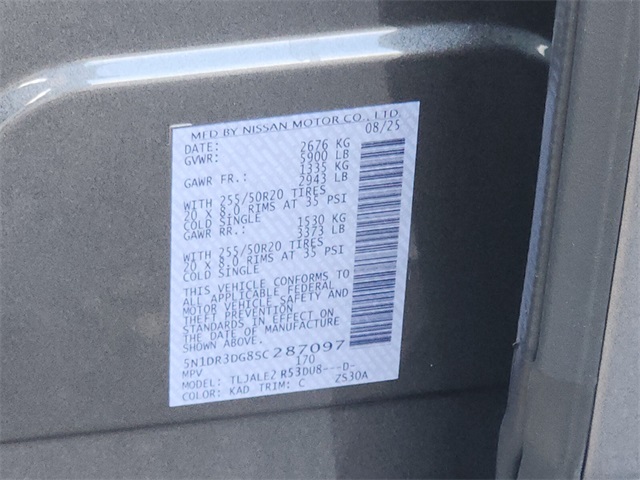 MFD BY NISSAN MOTOR CO., LTD.
DATE: 08/25
GVWR: 2676 KG
5900 LB
GAWR FR.: 1335 KG
2943 LB
WITH 255/50R20 TIRES
20 X 8.0 RIMS AT 35 PSI
COLD SINGLE
GAWR RR.: 1530 KG
3373 LB
WITH 255/50R20 TIRES
20 X 8.0 RIMS AT 35 PSI
COLD SINGLE
THIS VEHICLE CONFORMS TO
ALL APPLICABLE FEDERAL
MOTOR VEHICLE SAFETY AND
THEFT PREVENTION
STANDARDS IN EFFECT ON
THE DATE OF MANUFACTURE
SHOWN ABOVE.
5N1DR3DG8SC287097
MPV 170
MODEL: TLJALE2 R53DU8---D-
COLOR: KAD TRIM: C ZS30A